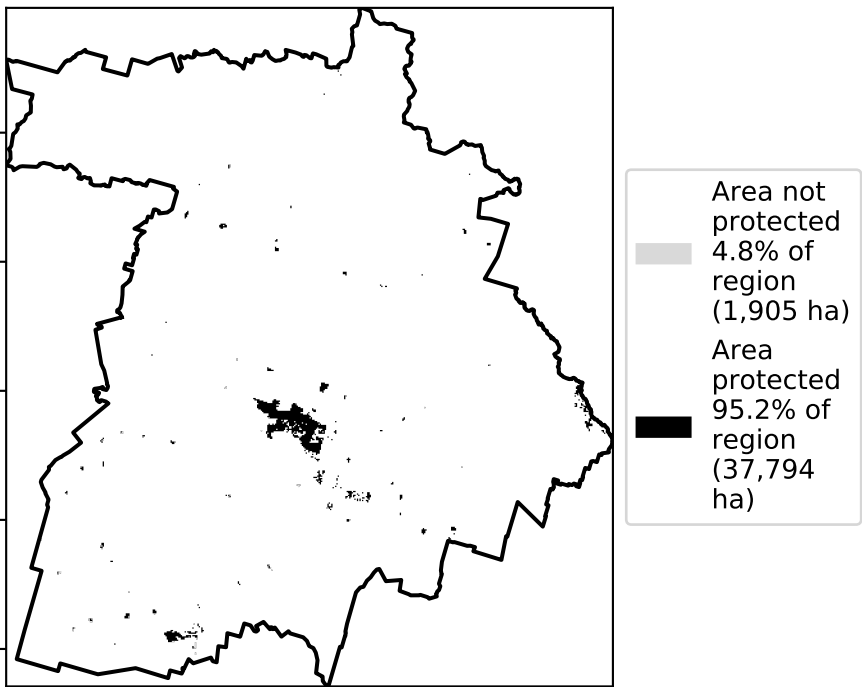 Area not
protected
4.8% of
region
(1,905 ha)
Area
protected
95.2% of
region
(37,794
ha)